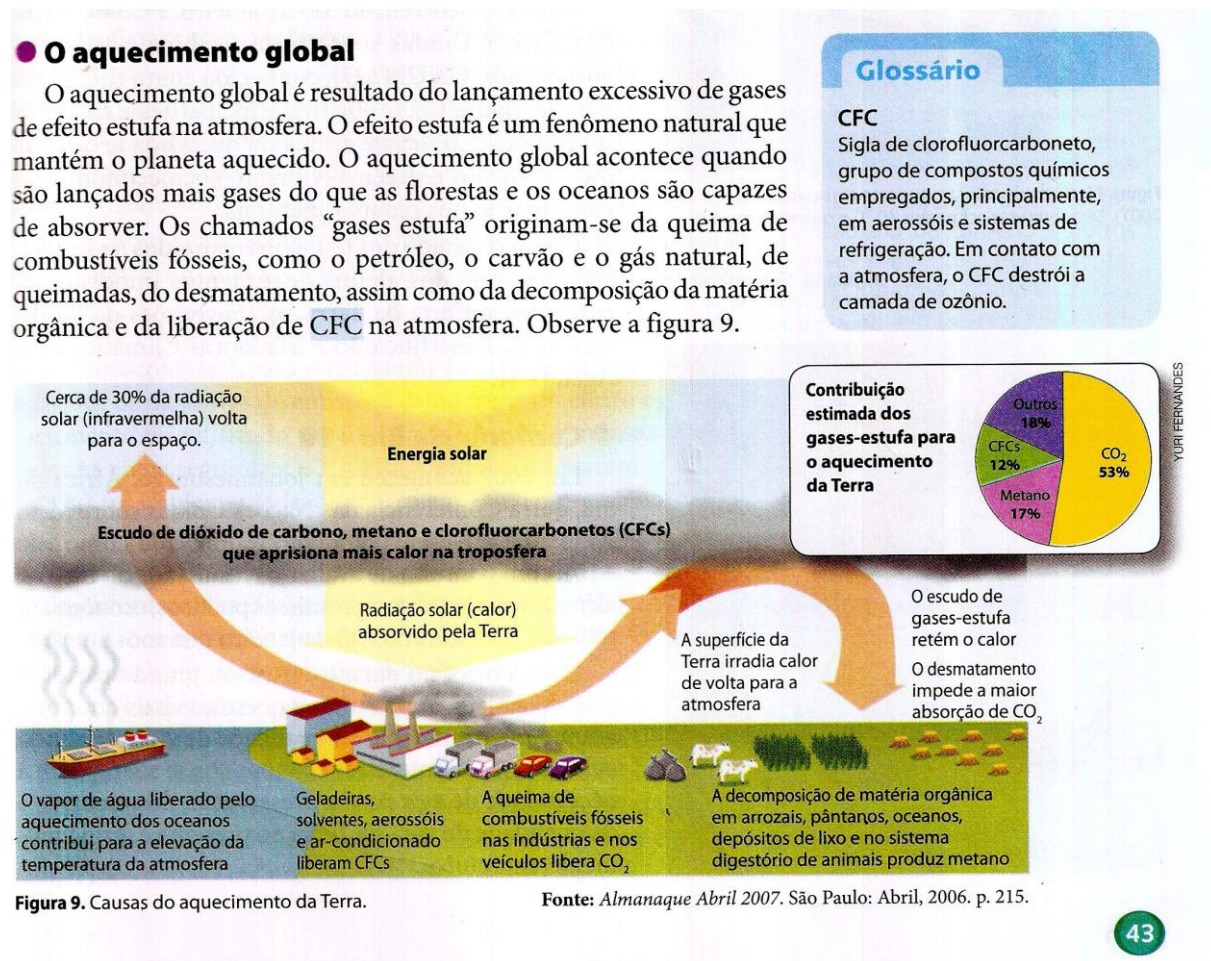 O aquecimento global
O aquecimento global é resultado do lançamento excessivo de gases
de efeito estufa na atmosfera. O efeito estufa é um fenômeno natural que
mantém o planeta aquecido. O aquecimento global acontece quando
são lançados mais gases do que as florestas e os oceanos são capazes
de absorver. Os chamados “gases estufa” originam-se da queima de
combustíveis fósseis, como o petróleo, o carvão e o gás natural, de
queimadas, do desmatamento, assim como da decomposição da matéria
orgânica e da liberação de CFC na atmosfera. Observe a figura 9.
Glossário
CFC
Sigla de clorofluorcarboneto,
grupo de compostos químicos
empregados, principalmente,
em aerossóis e sistemas de
refrigeração. Em contato com
a atmosfera, o CFC destrói a
camada de ozônio.
Cerca de 30% da radiação
solar (infravermelha) volta
para o espaço.
Energia solar
Contribuição
estimada dos
gases-estufa para
o aquecimento
da Terra
Outros
18%
CFCs
12%
Metano
17%
CO₂
53%
YURI FERNANDES
Escudo de dióxido de carbono, metano e clorofluorcarbonetos (CFCs)
que aprisiona mais calor na troposfera
Radiação solar (calor)
absorvido pela Terra
A superfície da
Terra irradia calor
de volta para a
atmosfera
O escudo de
gases-estufa
retém o calor
O desmatamento
impede a maior
absorção de CO₂
O vapor de água liberado pelo
aquecimento dos oceanos
contribui para a elevação da
temperatura da atmosfera
Geladeiras,
solventes, aerossóis
e ar-condicionado
liberam CFCs
A queima de
combustíveis fósseis
nas indústrias e nos
veículos libera CO₂
A decomposição de matéria orgânica
em arrozais, pântanos, oceanos,
depósitos de lixo e no sistema
digestório de animais produz metano
Figura 9. Causas do aquecimento da Terra.
Fonte: Almanaque Abril 2007. São Paulo: Abril, 2006. p. 215.
43